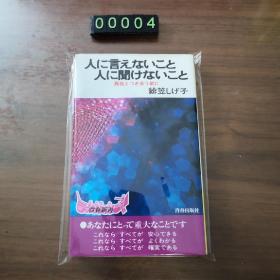 00004
人に言えないこと
人に聞けないこと
緋笠しげ子
青春出版社
●あなたにとって重大なことです
これなら すべてが 安心できる
これなら すべてが よくわかる
これなら すべてが 確実である